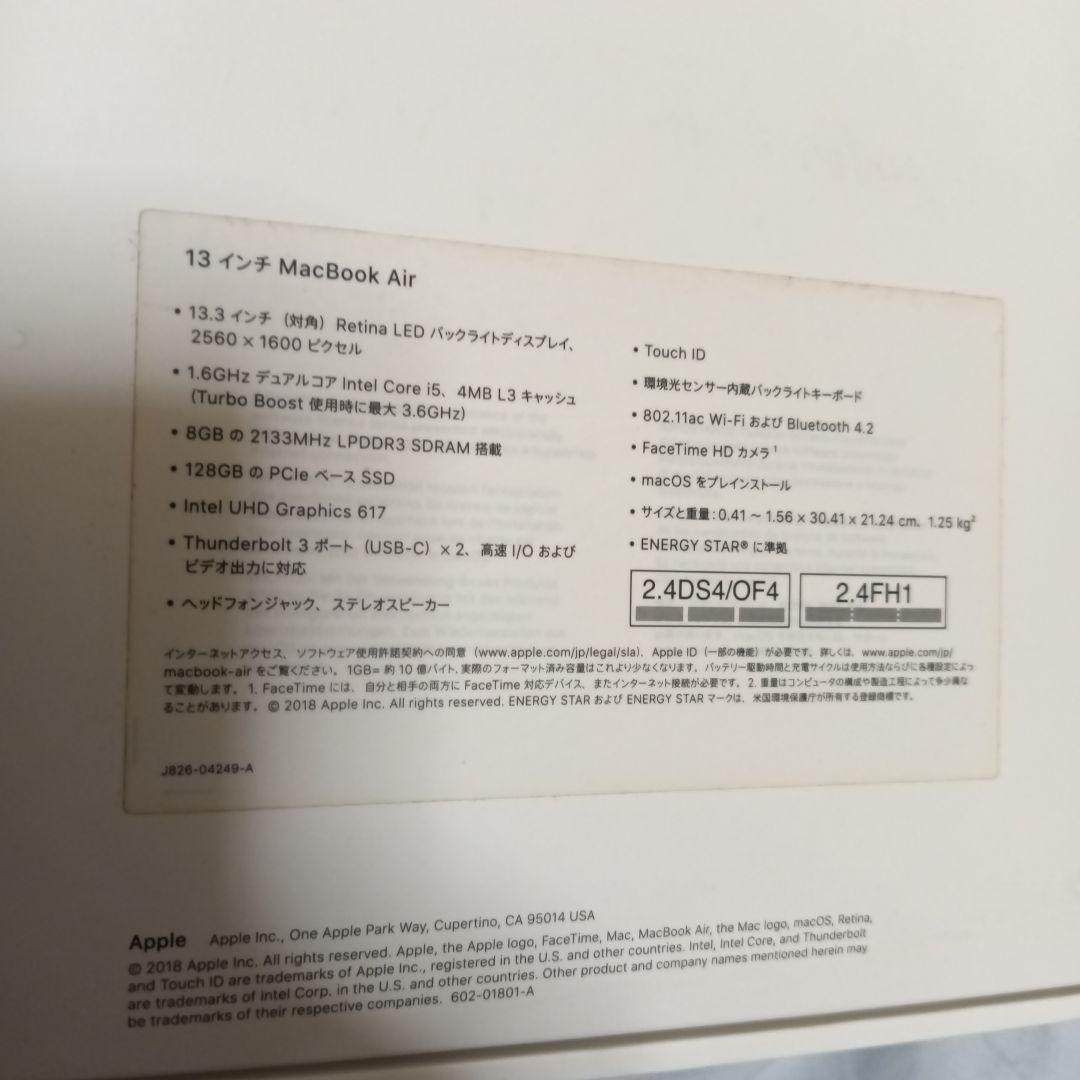 13 インチ MacBook Air
• 13.3 インチ（対角）Retina LED バックライトディスプレイ、
2560 × 1600 ピクセル
• 1.6GHz デュアルコア Intel Core i5、4MB L3 キャッシュ
（Turbo Boost 使用時に最大 3.6GHz）
• 8GB の 2133MHz LPDDR3 SDRAM 搭載
• 128GB の PCIe ベース SSD
• Intel UHD Graphics 617
• Thunderbolt 3 ポート（USB-C）× 2、高速 I/O および
ビデオ出力に対応
• ヘッドフォンジャック、ステレオスピーカー
• Touch ID
• 環境光センサー内蔵バックライトキーボード
• 802.11ac Wi-Fi および Bluetooth 4.2
• FaceTime HD カメラ¹
• macOS をプレインストール
• サイズと重量：0.41 ~ 1.56 × 30.41 × 21.24 cm、1.25 kg²
• ENERGY STAR® に準拠
2.4DS4/OF4
2.4FH1
インターネットアクセス、ソフトウェア使用許諾契約への同意（www.apple.com/jp/legal/sla）、Apple ID（一部の機能）が必要です。詳しくは、www.apple.com/jp/
macbook-air をご覧ください。1GB= 約 10 億バイト、実際のフォーマット済み容量はこれより少なくなります。バッテリー駆動時間と充電サイクルは使用方法ならびに各種設定によっ
て変動します。1. FaceTime には、自分と相手の両方に FaceTime 対応デバイス、またインターネット接続が必要です。2. 重量はコンピュータの構成や製造工程によって多少異な
ることがあります。© 2018 Apple Inc. All rights reserved. ENERGY STAR および ENERGY STAR マークは、米国環境保護庁が所有する登録商標です。
J826-04249-A
Apple Apple Inc., One Apple Park Way, Cupertino, CA 95014 USA
© 2018 Apple Inc. All rights reserved. Apple, the Apple logo, FaceTime, Mac, MacBook Air, the Mac logo, macOS, Retina,
and Touch ID are trademarks of Apple Inc., registered in the U.S. and other countries. Intel, Intel Core, and Thunderbolt
are trademarks of Intel Corp. in the U.S. and other countries. Other product and company names mentioned herein may
be trademarks of their respective companies. 602-01801-A